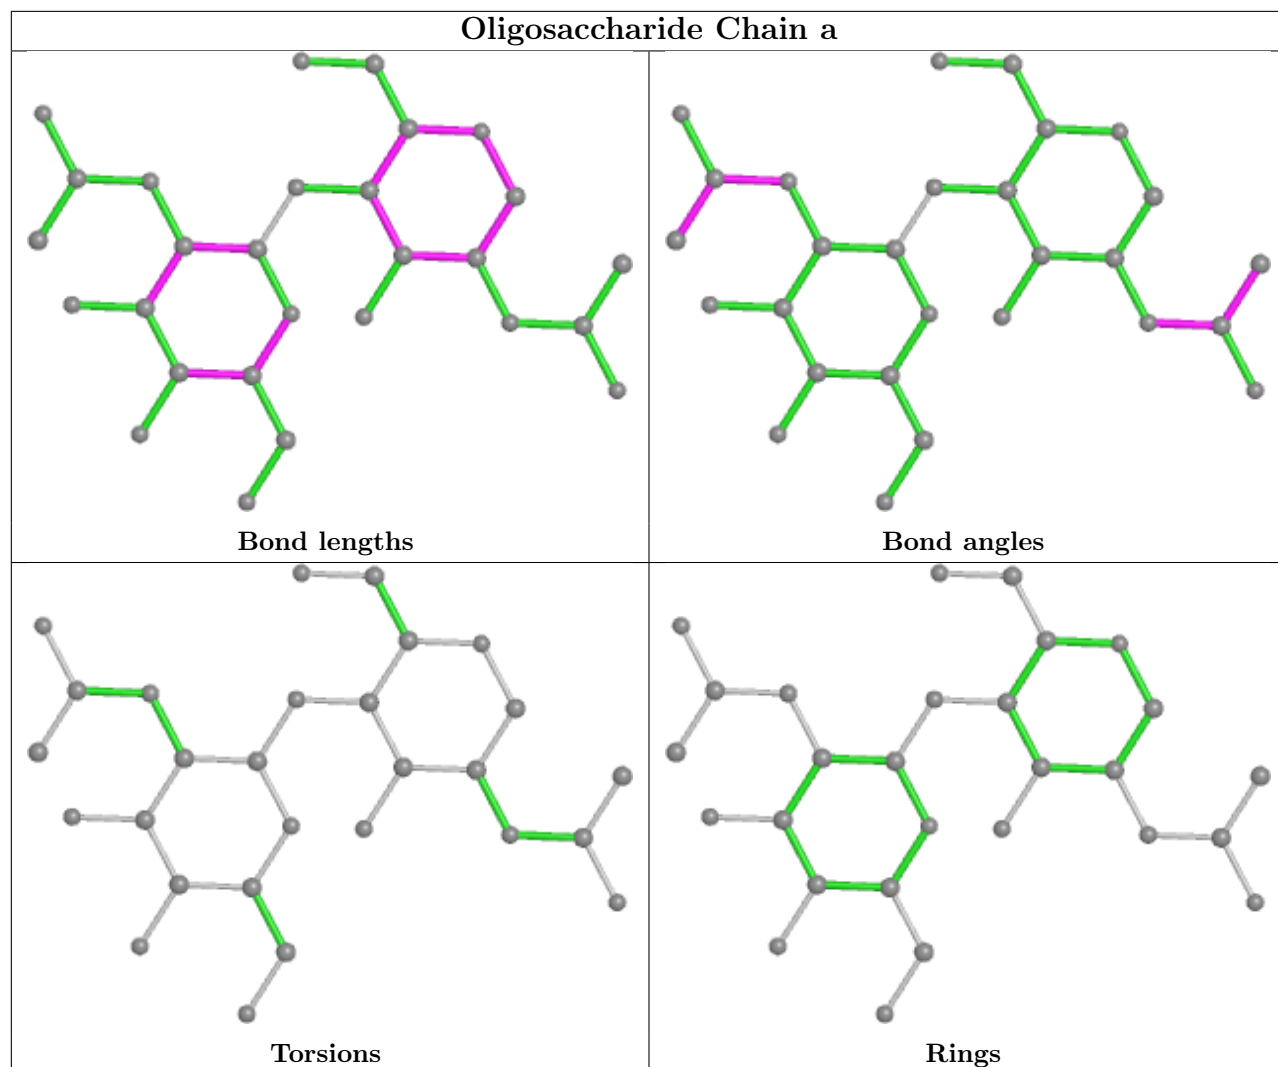 Oligosaccharide Chain a
Bond lengths
Bond angles
Torsions
Rings